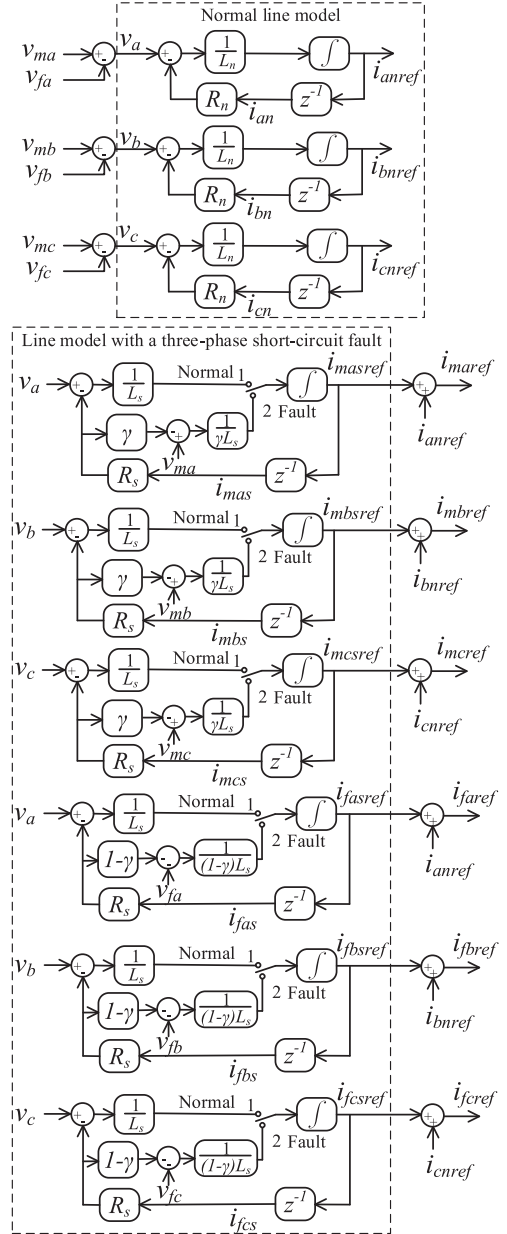 Normal line model
v_ma + - v_a + - 1/L_n ∫ i_anref
v_fa R_n i_an z^-1
v_mb + - v_b + - 1/L_n ∫ i_bnref
v_fb R_n i_bn z^-1
v_mc + - v_c + - 1/L_n ∫ i_cnref
v_fc R_n i_cn z^-1
Line model with a three-phase short-circuit fault
v_a + - 1/L_s Normal 1 ∫ i_masref + + i_maref
γ - + 1/γL_s 2 Fault
v_ma i_anref
R_s i_mas z^-1
v_b + - 1/L_s Normal 1 ∫ i_mbsref + + i_mbref
γ - + 1/γL_s 2 Fault
v_mb i_bnref
R_s i_mbs z^-1
v_c + - 1/L_s Normal 1 ∫ i_mcsref + + i_mcref
γ - + 1/γL_s 2 Fault
v_mc i_cnref
R_s i_mcs z^-1
v_a + - 1/L_s Normal 1 ∫ i_fasref + + i_faref
1-γ - - 1/(1-γ)L_s 2 Fault
v_fa i_anref
R_s i_fas z^-1
v_b + - 1/L_s Normal 1 ∫ i_fbsref + + i_fbref
1-γ - - 1/(1-γ)L_s 2 Fault
v_fb i_bnref
R_s i_fbs z^-1
v_c + - 1/L_s Normal 1 ∫ i_fcsref + + i_fcref
1-γ - - 1/(1-γ)L_s 2 Fault
v_fc i_cnref
R_s i_fcs z^-1